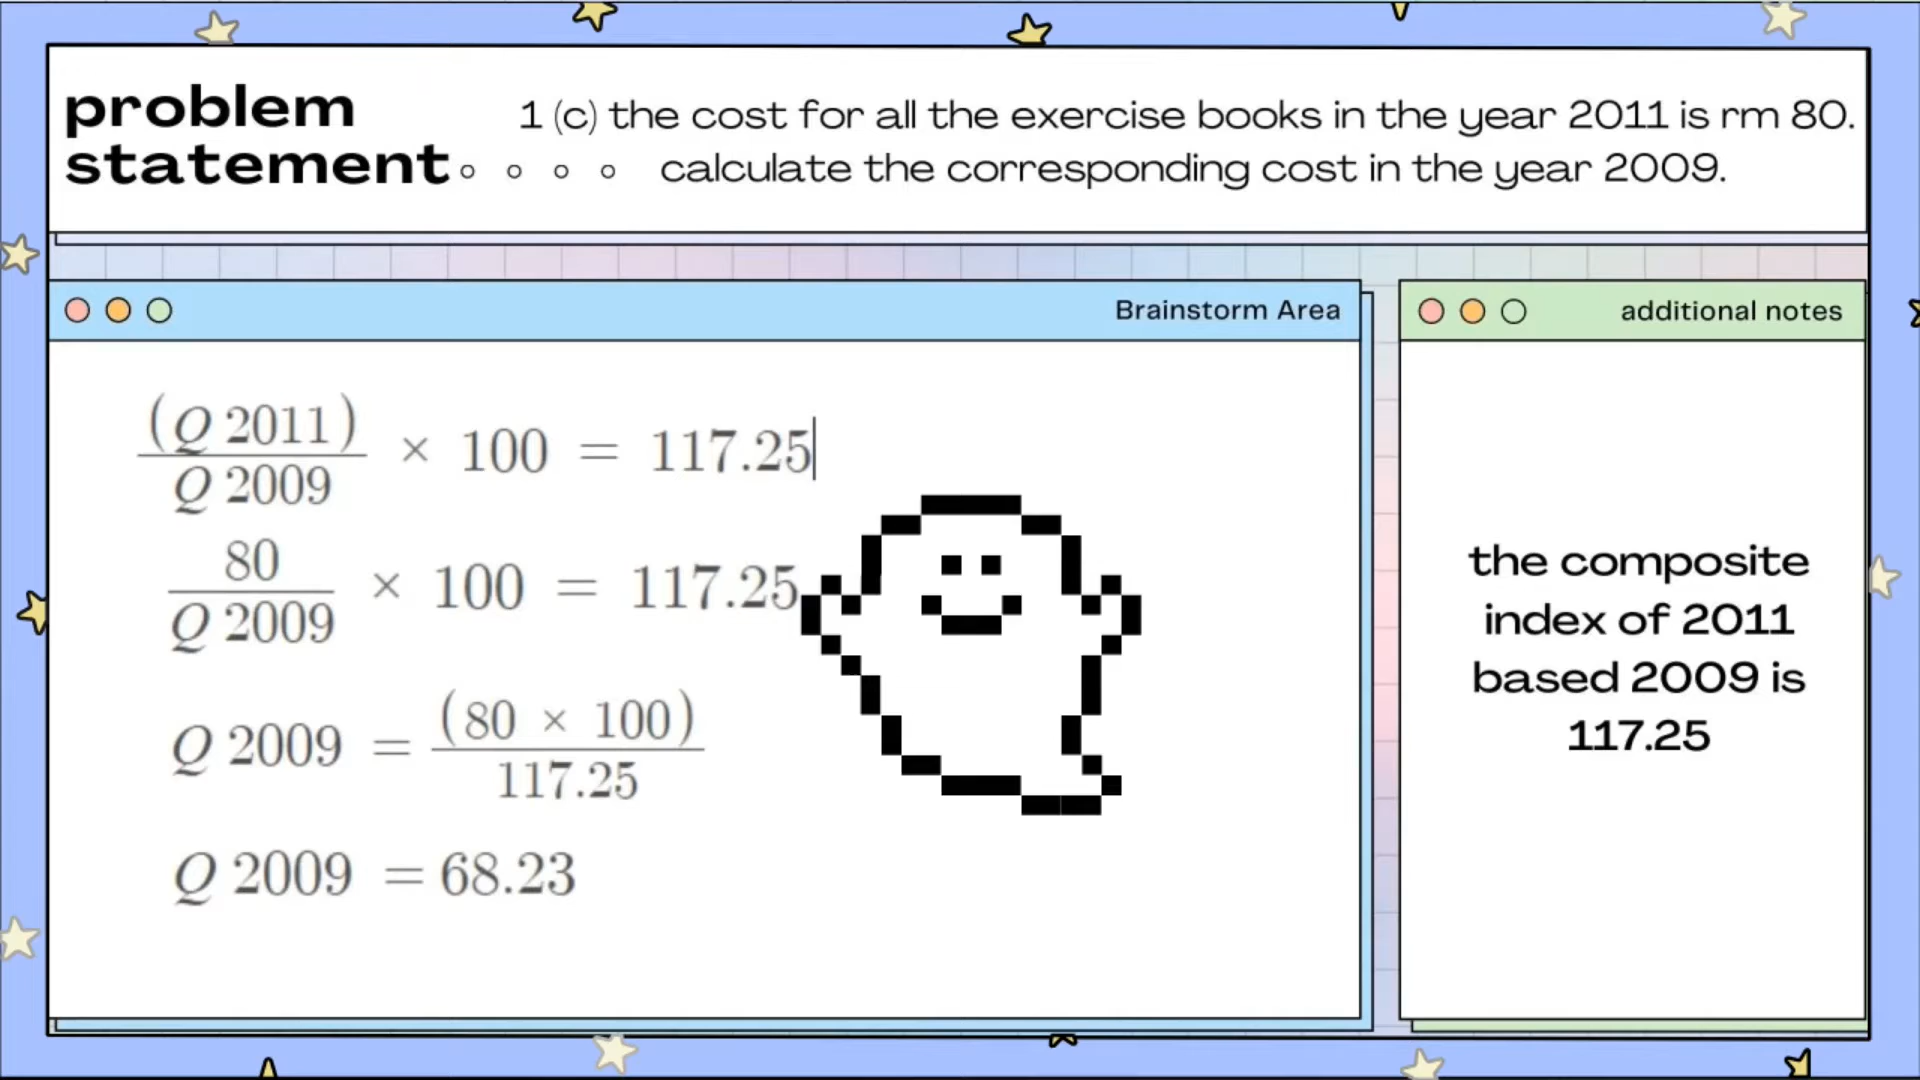 problem
statement
1 (c) the cost for all the exercise books in the year 2011 is rm 80.
calculate the corresponding cost in the year 2009.
Brainstorm Area
(Q 2011)
Q 2009
× 100 = 117.25
80
Q 2009
× 100 = 117.25
Q 2009 =
(80 × 100)
117.25
Q 2009 = 68.23
additional notes
the composite
index of 2011
based 2009 is
117.25